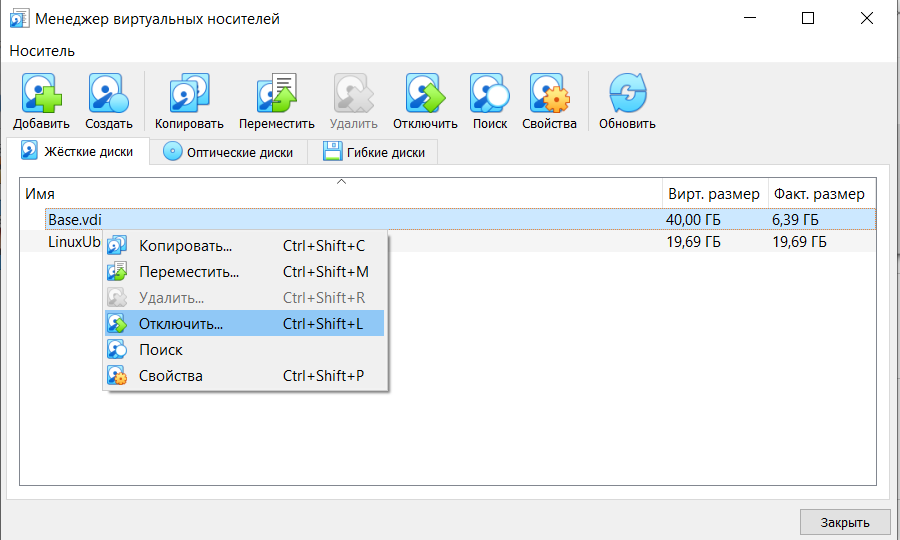 Менеджер виртуальных носителей
Носитель
Добавить Создать Копировать Переместить Удалить Отключить Поиск Свойства Обновить
Жёсткие диски Оптические диски Гибкие диски
Имя Вирт. размер Факт. размер
Base.vdi 40,00 ГБ 6,39 ГБ
LinuxUb 19,69 ГБ 19,69 ГБ
Копировать... Ctrl+Shift+C
Переместить... Ctrl+Shift+M
Удалить... Ctrl+Shift+R
Отключить... Ctrl+Shift+L
Поиск
Свойства Ctrl+Shift+P
Закрыть